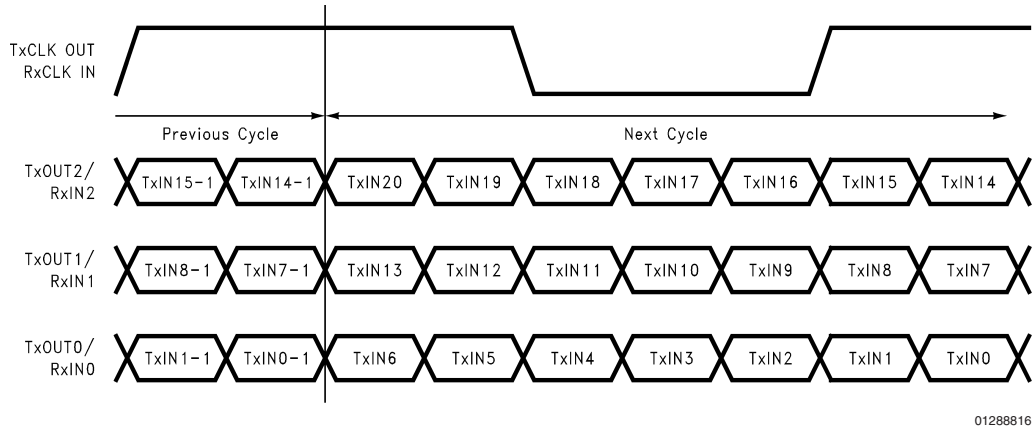 TxCLK OUT
RxCLK IN
Previous Cycle
Next Cycle
TxOUT2/
RxIN2
TxIN15-1 TxIN14-1 TxIN20 TxIN19 TxIN18 TxIN17 TxIN16 TxIN15 TxIN14
TxOUT1/
RxIN1
TxIN8-1 TxIN7-1 TxIN13 TxIN12 TxIN11 TxIN10 TxIN9 TxIN8 TxIN7
TxOUT0/
RxIN0
TxIN1-1 TxIN0-1 TxIN6 TxIN5 TxIN4 TxIN3 TxIN2 TxIN1 TxIN0
01288816